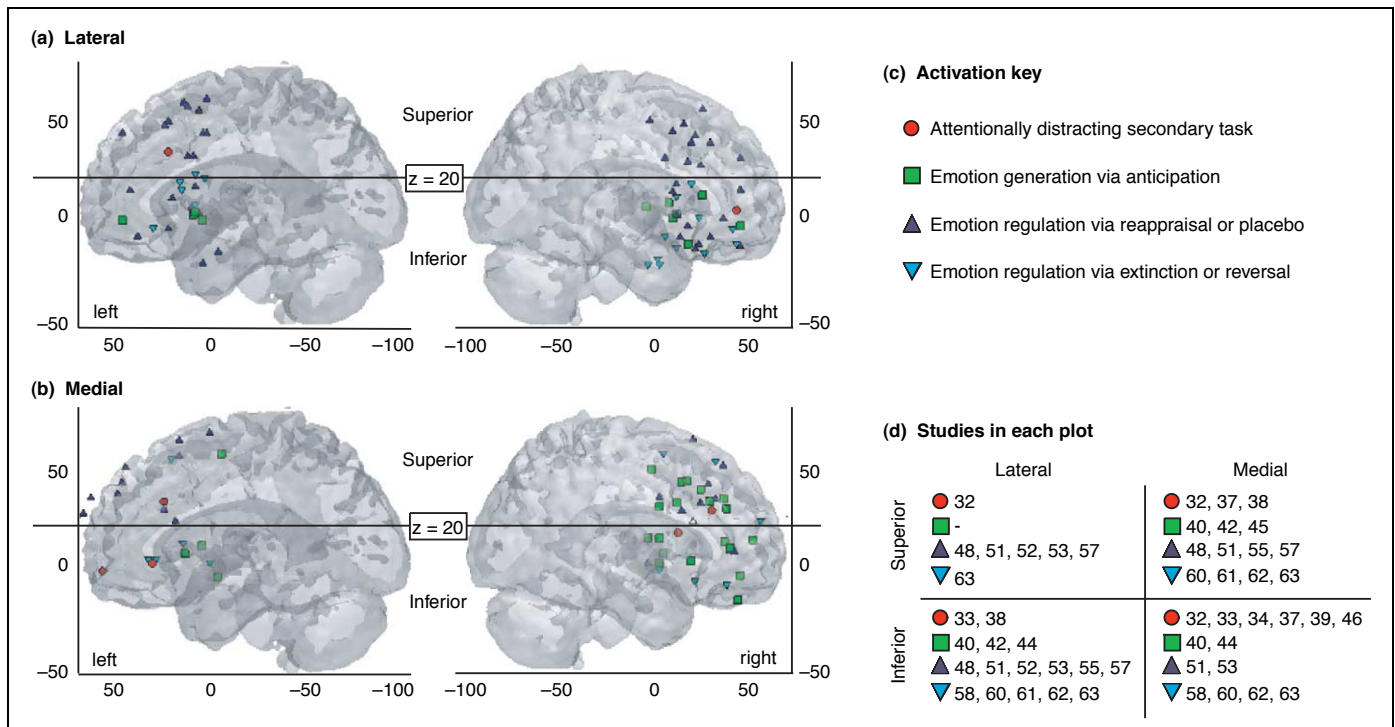 (a) Lateral
50
0
–50
Superior
z = 20
Inferior
left
right
50
0
–50
50 0 –50 –100
–100 –50 0 50
(b) Medial
50
0
–50
Superior
z = 20
Inferior
left
right
50
0
–50
50 0 –50 –100
–100 –50 0 50
(c) Activation key
Attentionally distracting secondary task
Emotion generation via anticipation
Emotion regulation via reappraisal or placebo
Emotion regulation via extinction or reversal
(d) Studies in each plot
Lateral Medial
Superior
32 32, 37, 38
- 40, 42, 45
48, 51, 52, 53, 57 48, 51, 55, 57
63 60, 61, 62, 63
Inferior
33, 38 32, 33, 34, 37, 39, 46
40, 42, 44 40, 44
48, 51, 52, 53, 55, 57 51, 53
58, 60, 61, 62, 63 58, 60, 62, 63